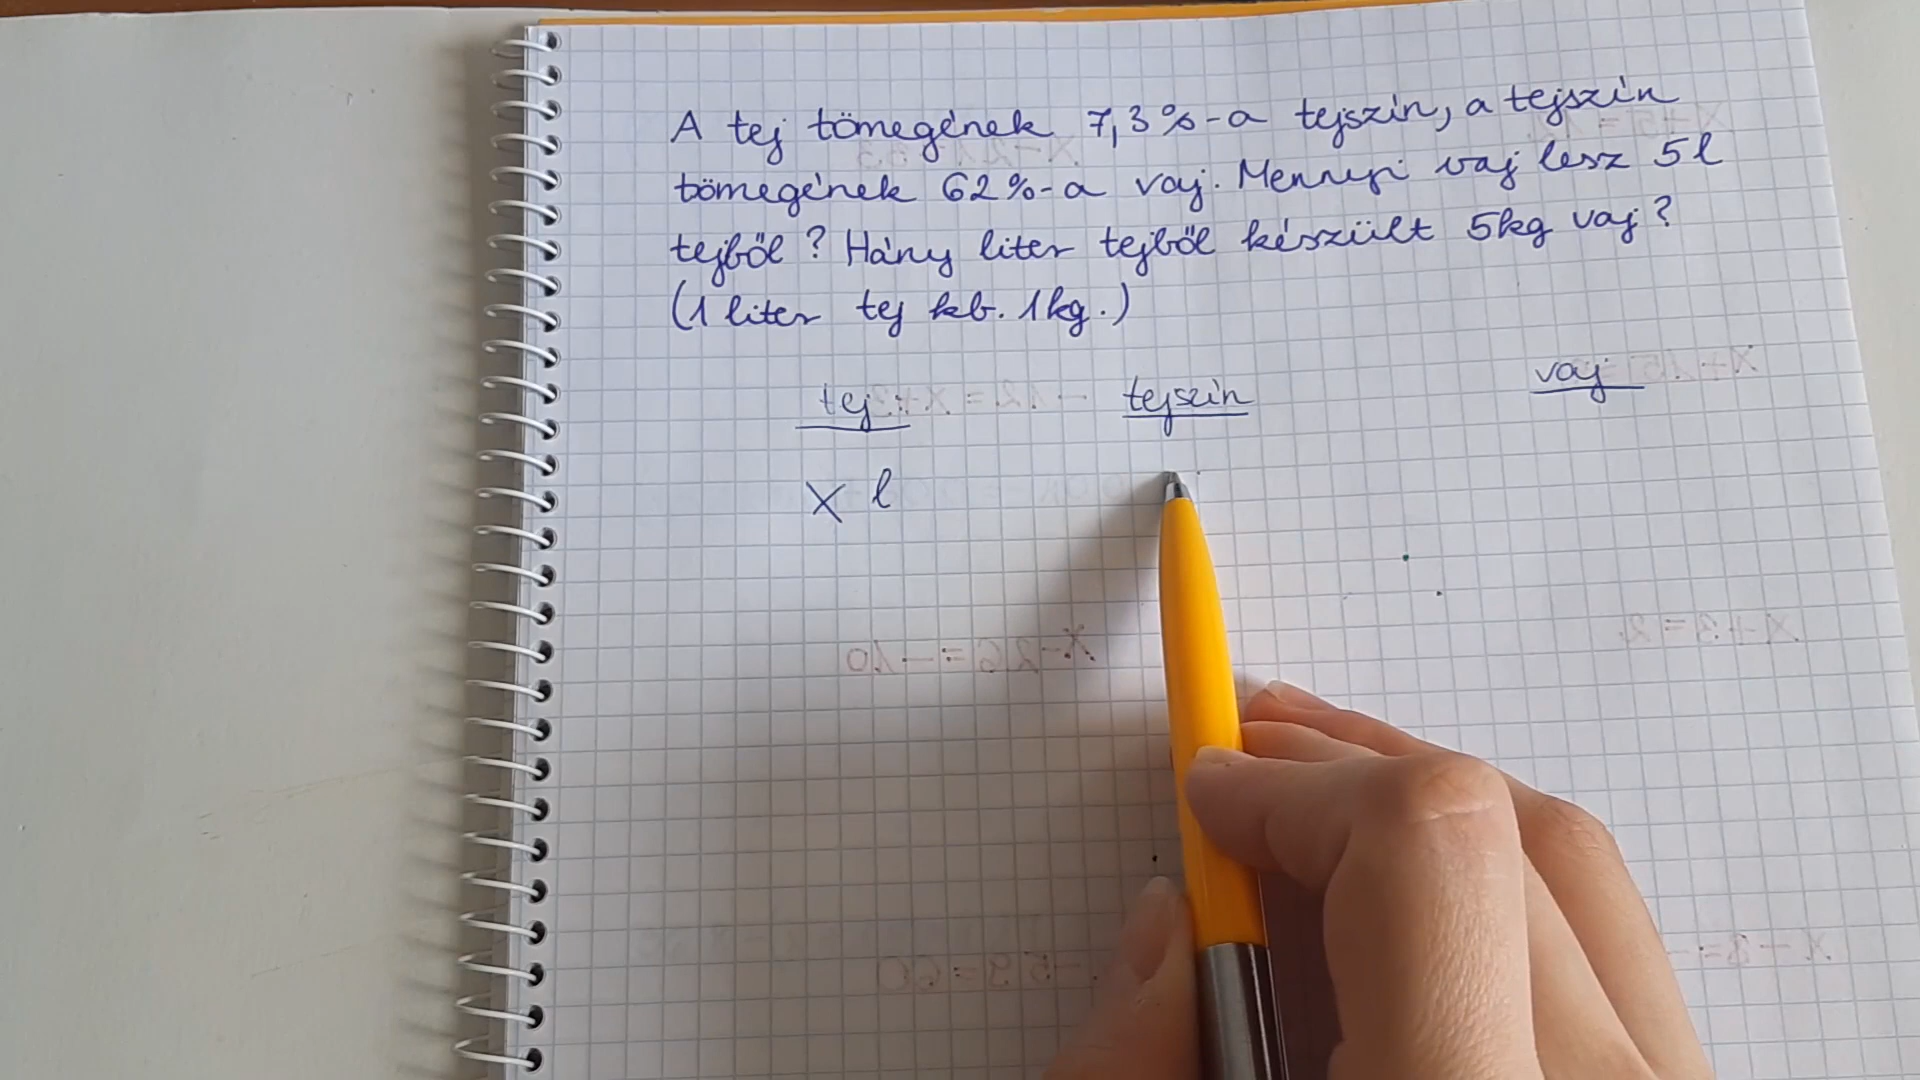 A tej tömegének 7,3%-a tejszín, a tejszín
tömegének 62%-a vaj. Mennyi vaj lesz 5l
tejből? Hány liter tejből készült 5kg vaj?
(1 liter tej kb. 1kg.)
tej tejszín vaj
x l